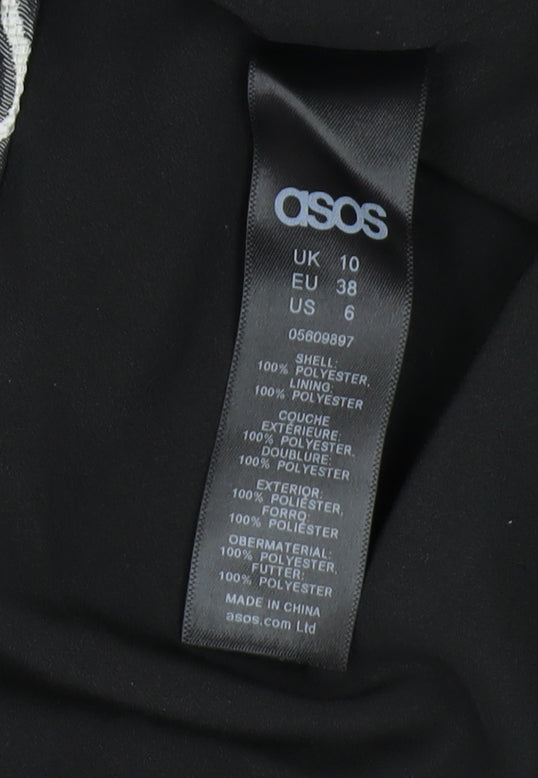 asos
UK 10
EU 38
US 6
05609897
SHELL:
100% POLYESTER,
LINING:
100% POLYESTER
COUCHE
EXTÉRIEURE:
100% POLYESTER,
DOUBLURE:
100% POLYESTER
EXTERIOR:
100% POLIÉSTER,
FORRO:
100% POLIÉSTER
OBERMATERIAL:
100% POLYESTER,
FUTTER:
100% POLYESTER
MADE IN CHINA
asos.com Ltd